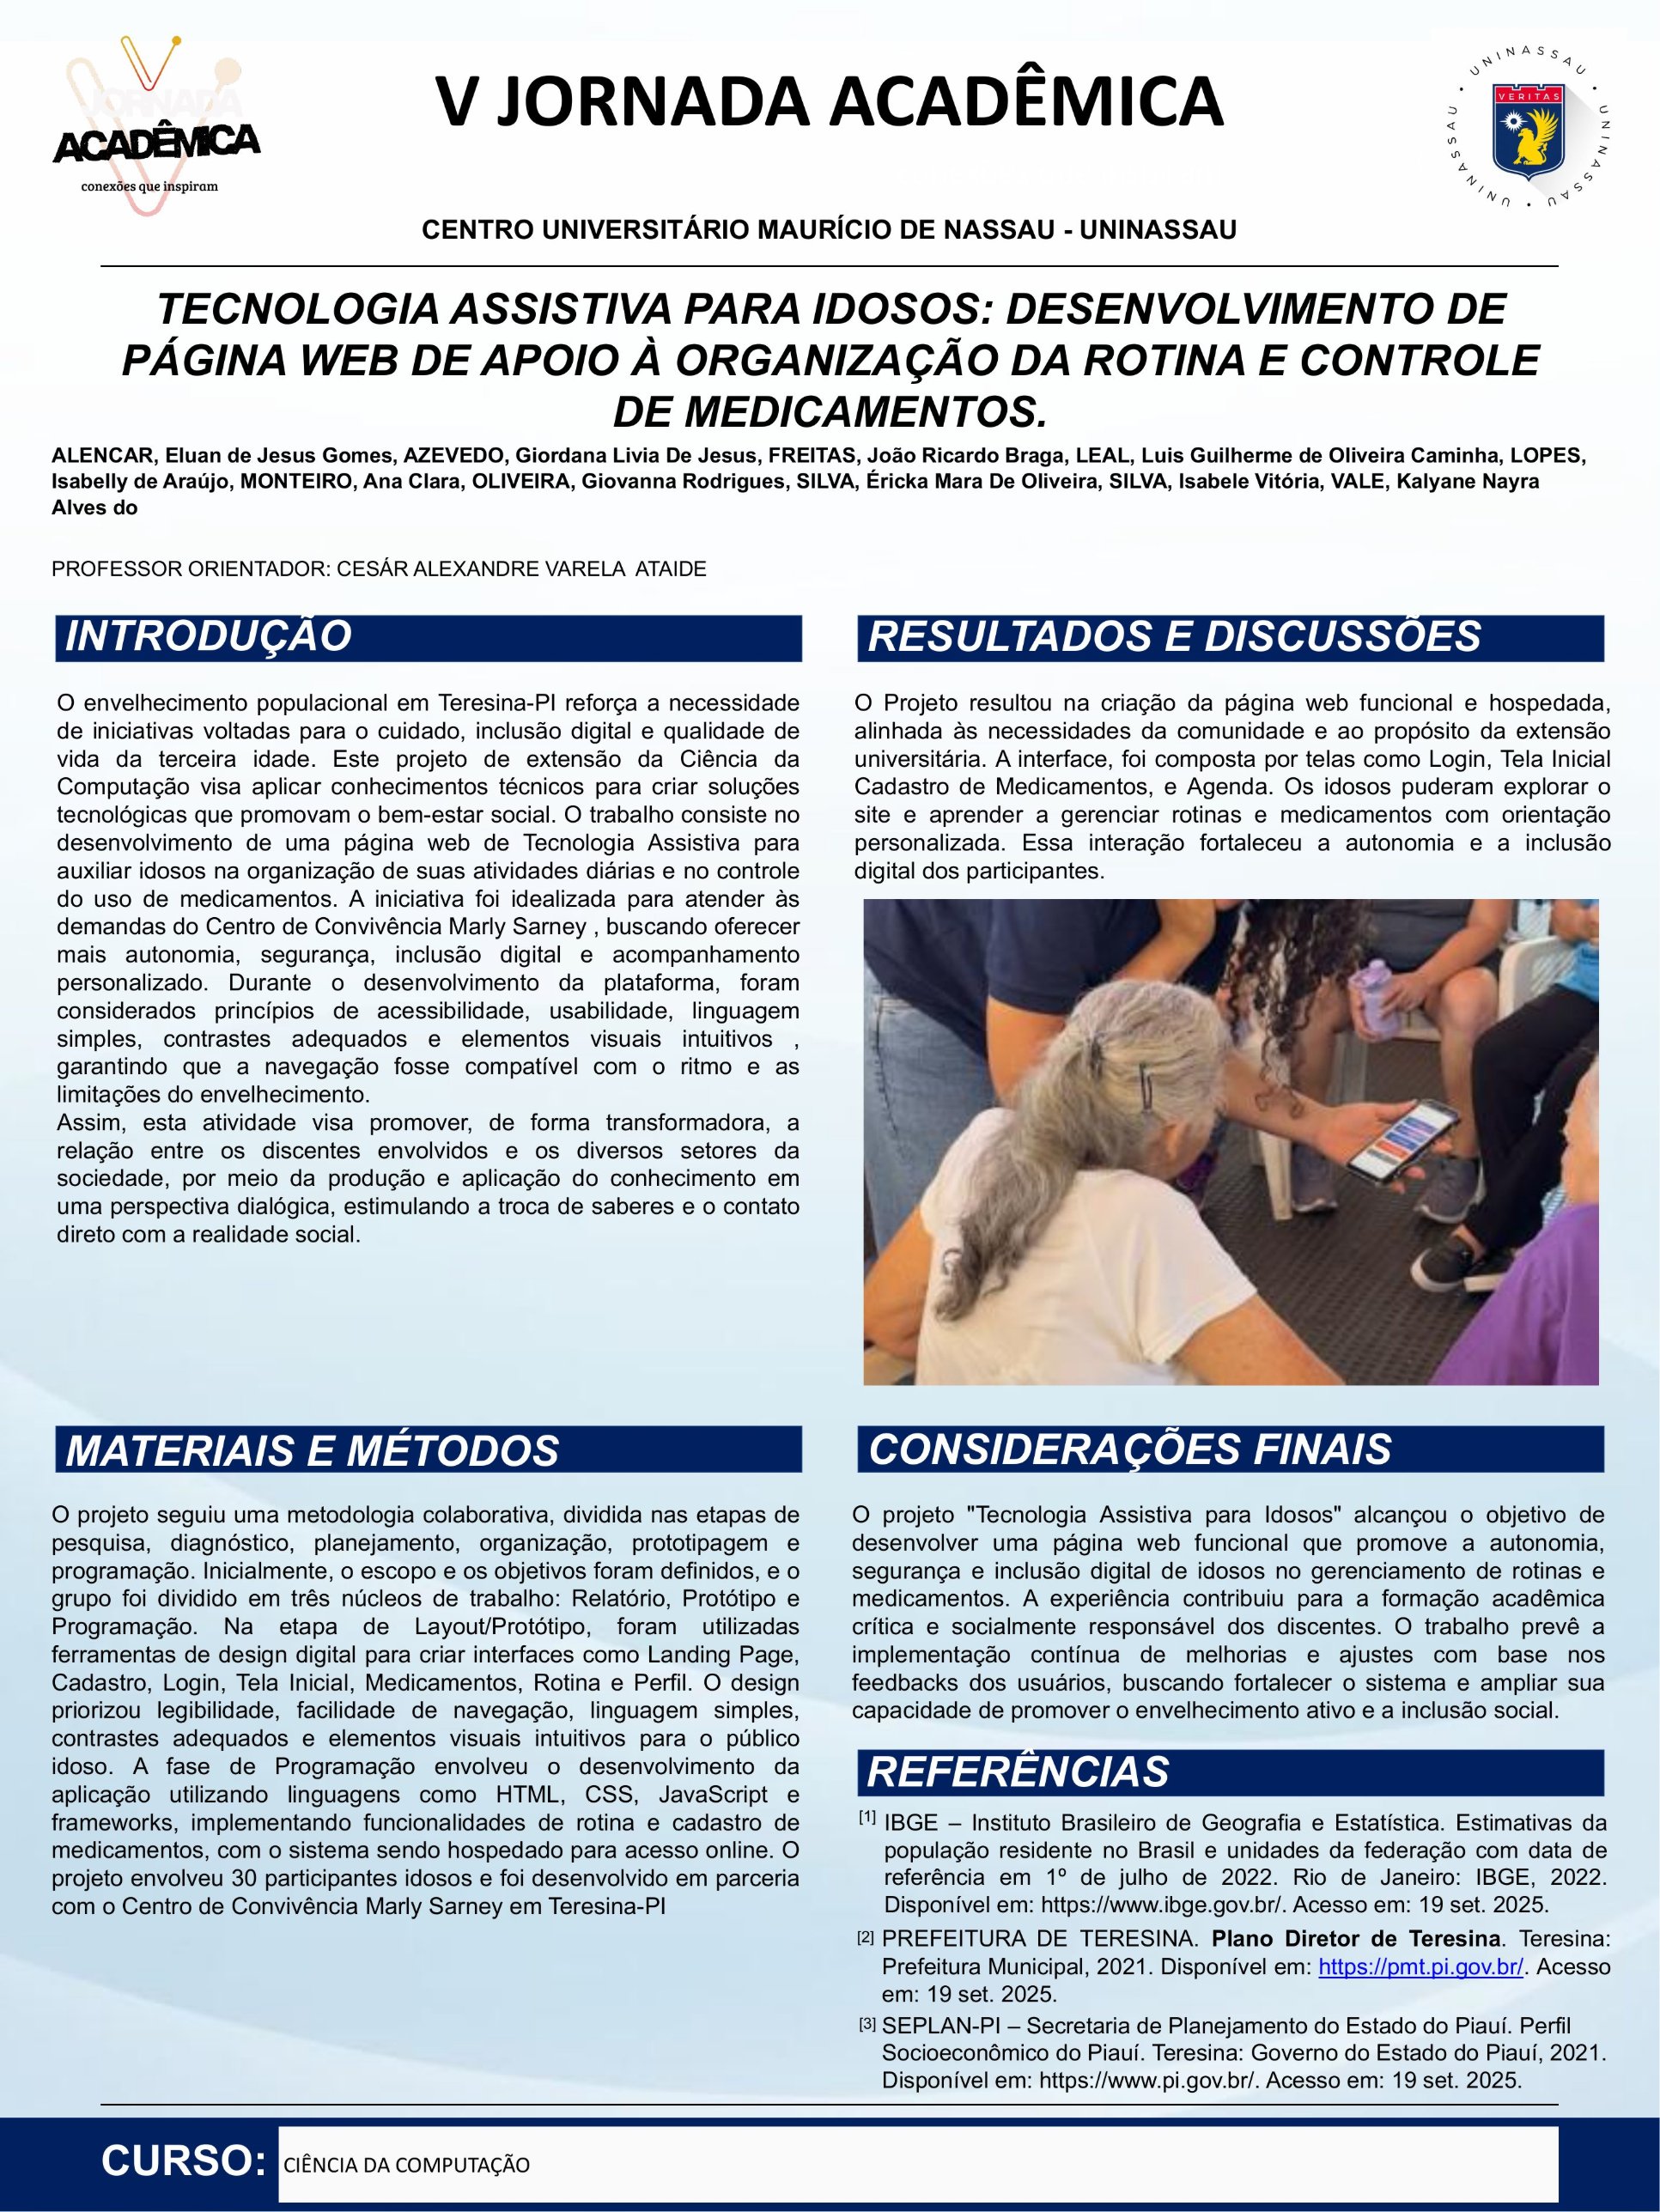 JORNADA
ACADÊMICA
conexões que inspiram
V JORNADA ACADÊMICA
UNINASSAU • UNINASSAU • UNINASSAU •
VERITAS
CENTRO UNIVERSITÁRIO MAURÍCIO DE NASSAU - UNINASSAU
TECNOLOGIA ASSISTIVA PARA IDOSOS: DESENVOLVIMENTO DE
PÁGINA WEB DE APOIO À ORGANIZAÇÃO DA ROTINA E CONTROLE
DE MEDICAMENTOS.
ALENCAR, Eluan de Jesus Gomes, AZEVEDO, Giordana Livia De Jesus, FREITAS, João Ricardo Braga, LEAL, Luis Guilherme de Oliveira Caminha, LOPES,
Isabelly de Araújo, MONTEIRO, Ana Clara, OLIVEIRA, Giovanna Rodrigues, SILVA, Éricka Mara De Oliveira, SILVA, Isabele Vitória, VALE, Kalyane Nayra
Alves do
PROFESSOR ORIENTADOR: CESÁR ALEXANDRE VARELA ATAIDE
INTRODUÇÃO
O envelhecimento populacional em Teresina-PI reforça a necessidade
de iniciativas voltadas para o cuidado, inclusão digital e qualidade de
vida da terceira idade. Este projeto de extensão da Ciência da
Computação visa aplicar conhecimentos técnicos para criar soluções
tecnológicas que promovam o bem-estar social. O trabalho consiste no
desenvolvimento de uma página web de Tecnologia Assistiva para
auxiliar idosos na organização de suas atividades diárias e no controle
do uso de medicamentos. A iniciativa foi idealizada para atender às
demandas do Centro de Convivência Marly Sarney , buscando oferecer
mais autonomia, segurança, inclusão digital e acompanhamento
personalizado. Durante o desenvolvimento da plataforma, foram
considerados princípios de acessibilidade, usabilidade, linguagem
simples, contrastes adequados e elementos visuais intuitivos ,
garantindo que a navegação fosse compatível com o ritmo e as
limitações do envelhecimento.
Assim, esta atividade visa promover, de forma transformadora, a
relação entre os discentes envolvidos e os diversos setores da
sociedade, por meio da produção e aplicação do conhecimento em
uma perspectiva dialógica, estimulando a troca de saberes e o contato
direto com a realidade social.
MATERIAIS E MÉTODOS
O projeto seguiu uma metodologia colaborativa, dividida nas etapas de
pesquisa, diagnóstico, planejamento, organização, prototipagem e
programação. Inicialmente, o escopo e os objetivos foram definidos, e o
grupo foi dividido em três núcleos de trabalho: Relatório, Protótipo e
Programação. Na etapa de Layout/Protótipo, foram utilizadas
ferramentas de design digital para criar interfaces como Landing Page,
Cadastro, Login, Tela Inicial, Medicamentos, Rotina e Perfil. O design
priorizou legibilidade, facilidade de navegação, linguagem simples,
contrastes adequados e elementos visuais intuitivos para o público
idoso. A fase de Programação envolveu o desenvolvimento da
aplicação utilizando linguagens como HTML, CSS, JavaScript e
frameworks, implementando funcionalidades de rotina e cadastro de
medicamentos, com o sistema sendo hospedado para acesso online. O
projeto envolveu 30 participantes idosos e foi desenvolvido em parceria
com o Centro de Convivência Marly Sarney em Teresina-PI
RESULTADOS E DISCUSSÕES
O Projeto resultou na criação da página web funcional e hospedada,
alinhada às necessidades da comunidade e ao propósito da extensão
universitária. A interface, foi composta por telas como Login, Tela Inicial
Cadastro de Medicamentos, e Agenda. Os idosos puderam explorar o
site e aprender a gerenciar rotinas e medicamentos com orientação
personalizada. Essa interação fortaleceu a autonomia e a inclusão
digital dos participantes.
CONSIDERAÇÕES FINAIS
O projeto "Tecnologia Assistiva para Idosos" alcançou o objetivo de
desenvolver uma página web funcional que promove a autonomia,
segurança e inclusão digital de idosos no gerenciamento de rotinas e
medicamentos. A experiência contribuiu para a formação acadêmica
crítica e socialmente responsável dos discentes. O trabalho prevê a
implementação contínua de melhorias e ajustes com base nos
feedbacks dos usuários, buscando fortalecer o sistema e ampliar sua
capacidade de promover o envelhecimento ativo e a inclusão social.
REFERÊNCIAS
[1] IBGE – Instituto Brasileiro de Geografia e Estatística. Estimativas da
população residente no Brasil e unidades da federação com data de
referência em 1º de julho de 2022. Rio de Janeiro: IBGE, 2022.
Disponível em: https://www.ibge.gov.br/. Acesso em: 19 set. 2025.
[2] PREFEITURA DE TERESINA. Plano Diretor de Teresina. Teresina:
Prefeitura Municipal, 2021. Disponível em: https://pmt.pi.gov.br/. Acesso
em: 19 set. 2025.
[3] SEPLAN-PI – Secretaria de Planejamento do Estado do Piauí. Perfil
Socioeconômico do Piauí. Teresina: Governo do Estado do Piauí, 2021.
Disponível em: https://www.pi.gov.br/. Acesso em: 19 set. 2025.
CURSO: CIÊNCIA DA COMPUTAÇÃO